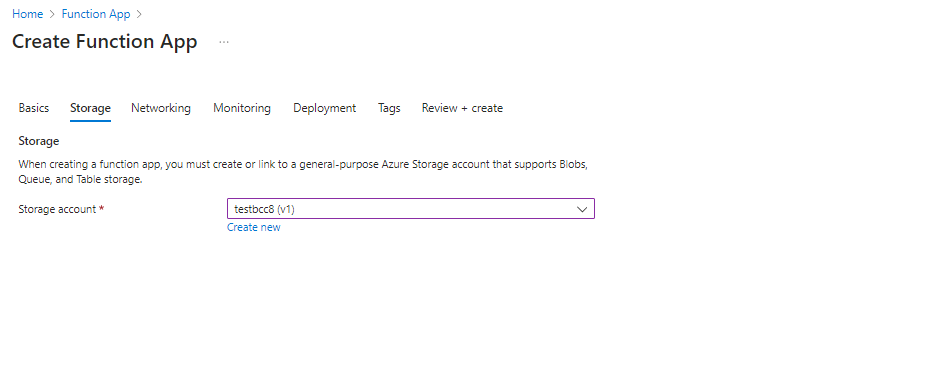 Home > Function App >
Create Function App ...
Basics Storage Networking Monitoring Deployment Tags Review + create
Storage
When creating a function app, you must create or link to a general-purpose Azure Storage account that supports Blobs,
Queue, and Table storage.
Storage account * testbcc8 (v1)
Create new